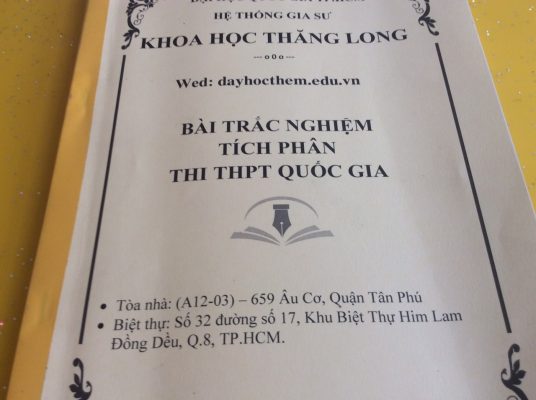 HỆ THỐNG GIA SƯ
KHOA HỌC THĂNG LONG
---o0o---
Wed: dayhocthem.edu.vn
BÀI TRẮC NGHIỆM
TÍCH PHÂN
THI THPT QUỐC GIA
• Tòa nhà: (A12-03) – 659 Âu Cơ, Quận Tân Phú
• Biệt thự: Số 32 đường số 17, Khu Biệt Thự Him Lam
Đồng Dều, Q.8, TP.HCM.